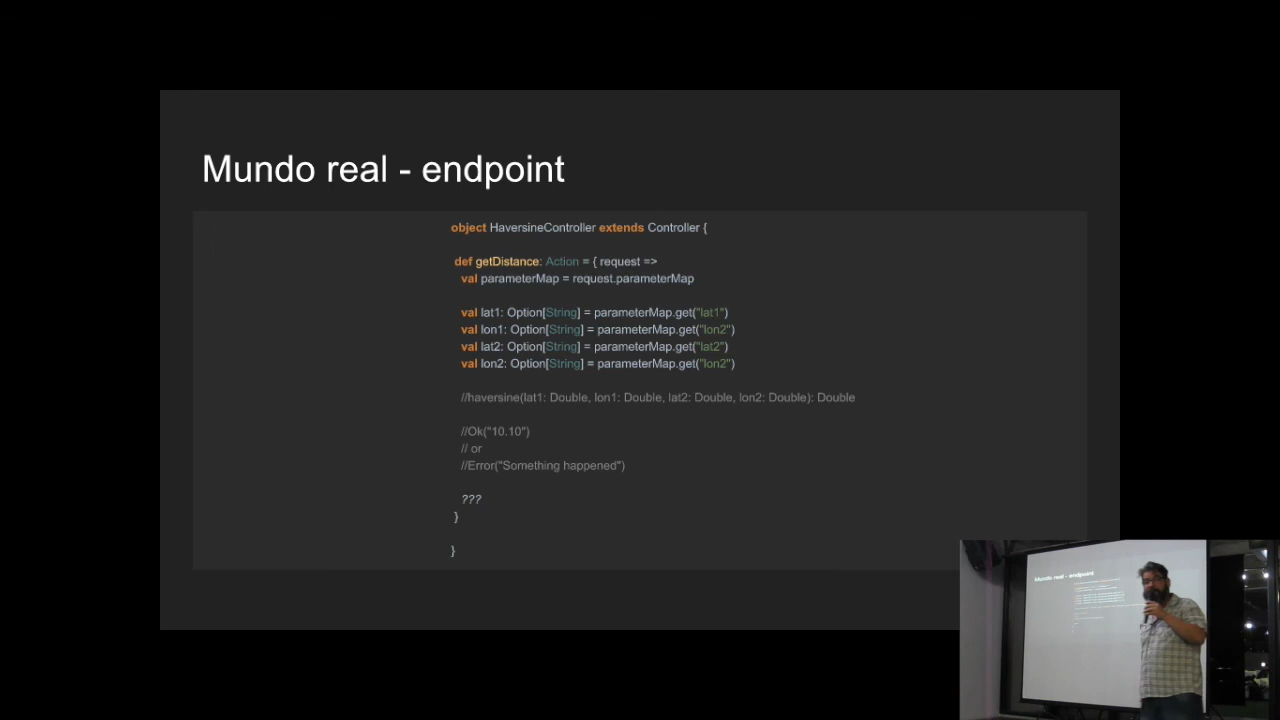 Mundo real - endpoint
object HaversineController extends Controller {
def getDistance: Action = { request =>
val parameterMap = request.parameterMap
val lat1: Option[String] = parameterMap.get("lat1")
val lon1: Option[String] = parameterMap.get("lon2")
val lat2: Option[String] = parameterMap.get("lat2")
val lon2: Option[String] = parameterMap.get("lon2")
//haversine(lat1: Double, lon1: Double, lat2: Double, lon2: Double): Double
//Ok("10.10")
// or
//Error("Something happened")
???
}
}
Mundo real - endpoint